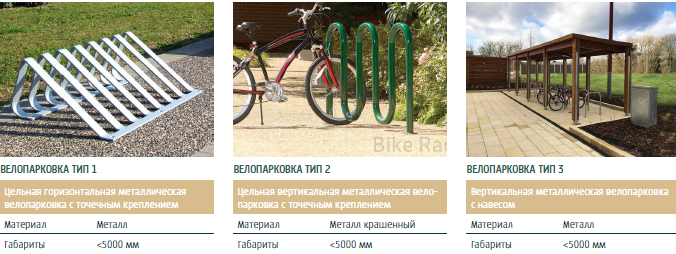 Bike Rac
ВЕЛОПАРКОВКА ТИП 1
Цельная горизонтальная металлическая
велопарковка с точечным креплением
Материал Металл
Габариты <5000 мм
ВЕЛОПАРКОВКА ТИП 2
Цельная вертикальная металлическая вело-
парковка с точечным креплением
Материал Металл крашенный
Габариты <5000 мм
ВЕЛОПАРКОВКА ТИП 3
Вертикальная металлическая велопарковка
с навесом
Материал Металл
Габариты <5000 мм